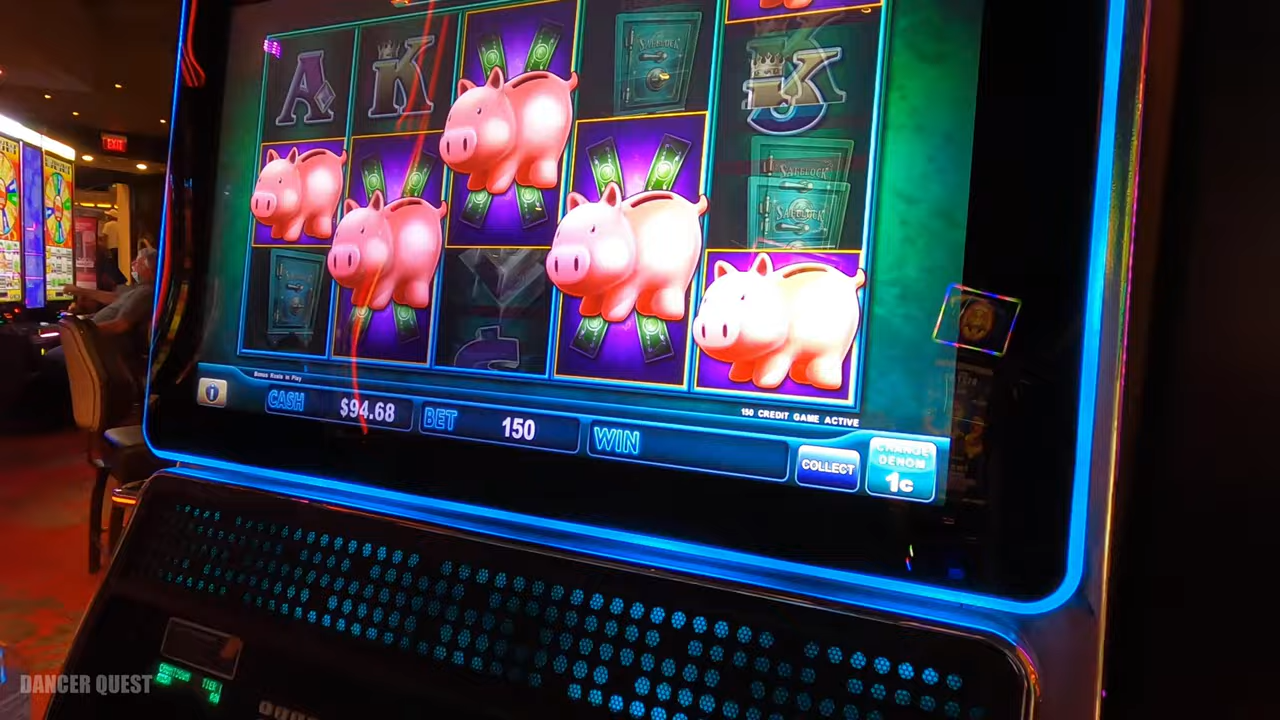 A
K
SAFELOCK
K
J
SAFELOCK
SAFELOCK
EXIT
Bonus Reels in Play
150 CREDIT GAME ACTIVE
CASH $94.68 BET 150 WIN
COLLECT
CHANGE
DENOM
1¢
DANCER QUEST